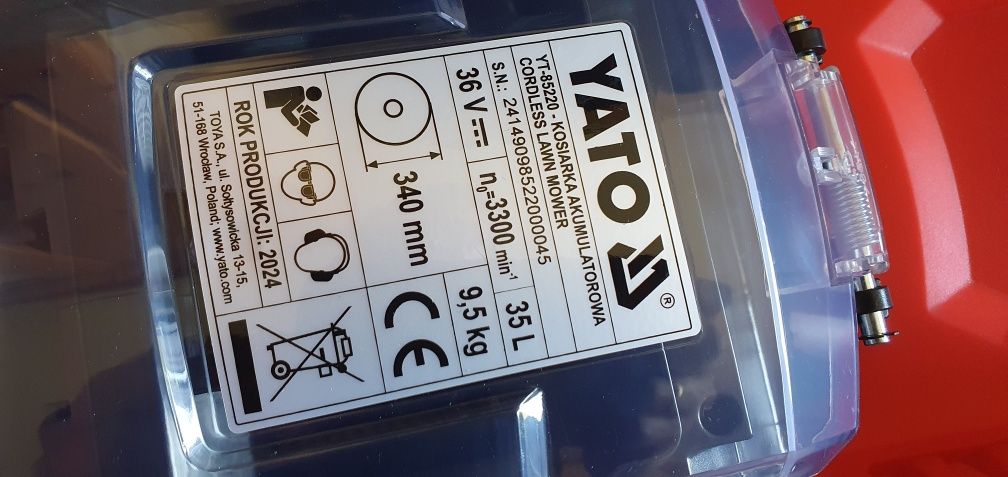 YATO ®
YT-85220 - KOSIARKA AKUMULATOROWA
CORDLESS LAWN MOWER
S.N.: 24149098522000045
36 V n₀=3300 min⁻¹ 35 L
340 mm
9,5 kg
CE
ROK PRODUKCJI: 2024
TOYA S.A., ul. Sołtysowicka 13-15,
51-168 Wrocław, Poland; www.yato.com